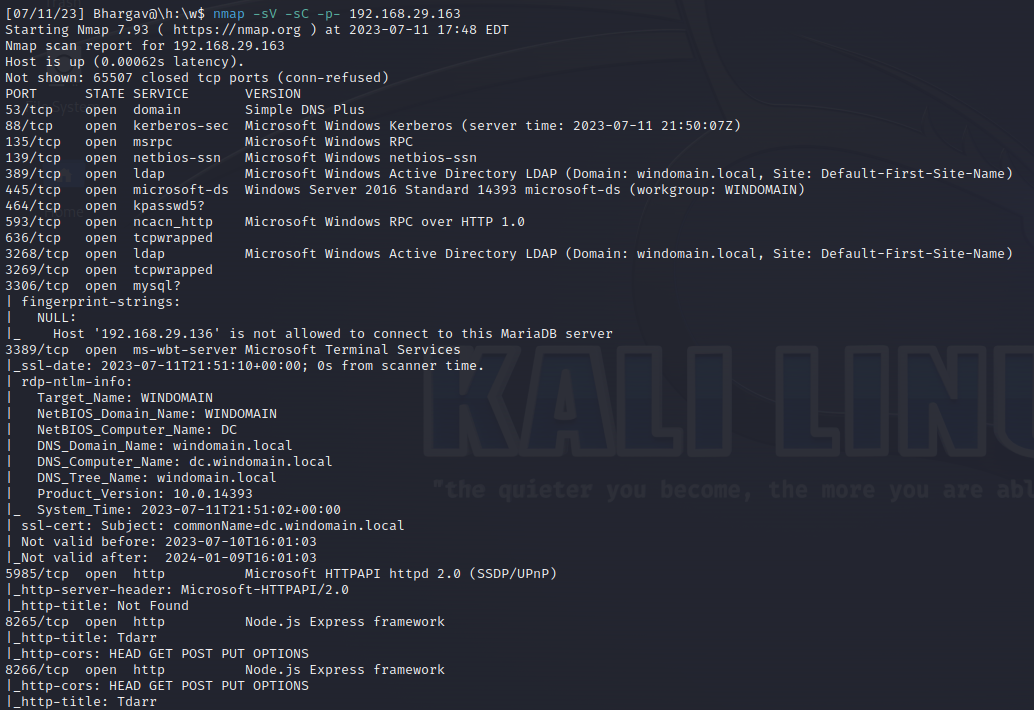 [07/11/23] Bhargav@\h:\w$ nmap -sV -sC -p- 192.168.29.163
Starting Nmap 7.93 ( https://nmap.org ) at 2023-07-11 17:48 EDT
Nmap scan report for 192.168.29.163
Host is up (0.00062s latency).
Not shown: 65507 closed tcp ports (conn-refused)
PORT     STATE SERVICE       VERSION
53/tcp   open  domain        Simple DNS Plus
88/tcp   open  kerberos-sec  Microsoft Windows Kerberos (server time: 2023-07-11 21:50:07Z)
135/tcp  open  msrpc         Microsoft Windows RPC
139/tcp  open  netbios-ssn   Microsoft Windows netbios-ssn
389/tcp  open  ldap          Microsoft Windows Active Directory LDAP (Domain: windomain.local, Site: Default-First-Site-Name)
445/tcp  open  microsoft-ds  Windows Server 2016 Standard 14393 microsoft-ds (workgroup: WINDOMAIN)
464/tcp  open  kpasswd5?
593/tcp  open  ncacn_http    Microsoft Windows RPC over HTTP 1.0
636/tcp  open  tcpwrapped
3268/tcp open  ldap          Microsoft Windows Active Directory LDAP (Domain: windomain.local, Site: Default-First-Site-Name)
3269/tcp open  tcpwrapped
3306/tcp open  mysql?
| fingerprint-strings:
|   NULL:
|_    Host '192.168.29.136' is not allowed to connect to this MariaDB server
3389/tcp open  ms-wbt-server Microsoft Terminal Services
|_ssl-date: 2023-07-11T21:51:10+00:00; 0s from scanner time.
| rdp-ntlm-info:
|   Target_Name: WINDOMAIN
|   NetBIOS_Domain_Name: WINDOMAIN
|   NetBIOS_Computer_Name: DC
|   DNS_Domain_Name: windomain.local
|   DNS_Computer_Name: dc.windomain.local
|   DNS_Tree_Name: windomain.local
|   Product_Version: 10.0.14393
|_  System_Time: 2023-07-11T21:51:02+00:00
| ssl-cert: Subject: commonName=dc.windomain.local
| Not valid before: 2023-07-10T16:01:03
|_Not valid after:  2024-01-09T16:01:03
5985/tcp open  http          Microsoft HTTPAPI httpd 2.0 (SSDP/UPnP)
|_http-server-header: Microsoft-HTTPAPI/2.0
|_http-title: Not Found
8265/tcp open  http          Node.js Express framework
|_http-title: Tdarr
|_http-cors: HEAD GET POST PUT OPTIONS
8266/tcp open  http          Node.js Express framework
|_http-cors: HEAD GET POST PUT OPTIONS
|_http-title: Tdarr
KALI LINU
"the quieter you become, the more you are abl